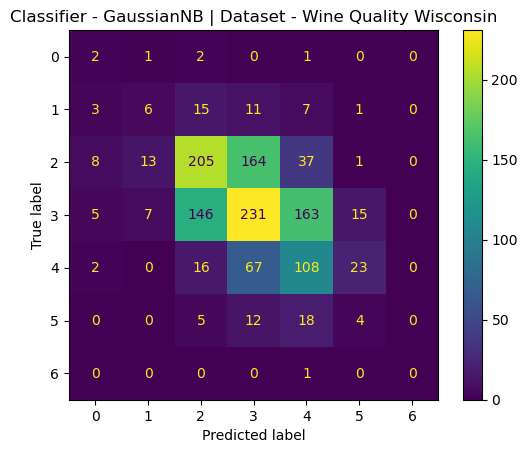 Classifier - GaussianNB | Dataset - Wine Quality Wisconsin
0 2 1 2 0 1 0 0
1 3 6 15 11 7 1 0
2 8 13 205 164 37 1 0
3 5 7 146 231 163 15 0
4 2 0 16 67 108 23 0
5 0 0 5 12 18 4 0
6 0 0 0 0 1 0 0
0 1 2 3 4 5 6
True label
Predicted label
200
150
100
50
0